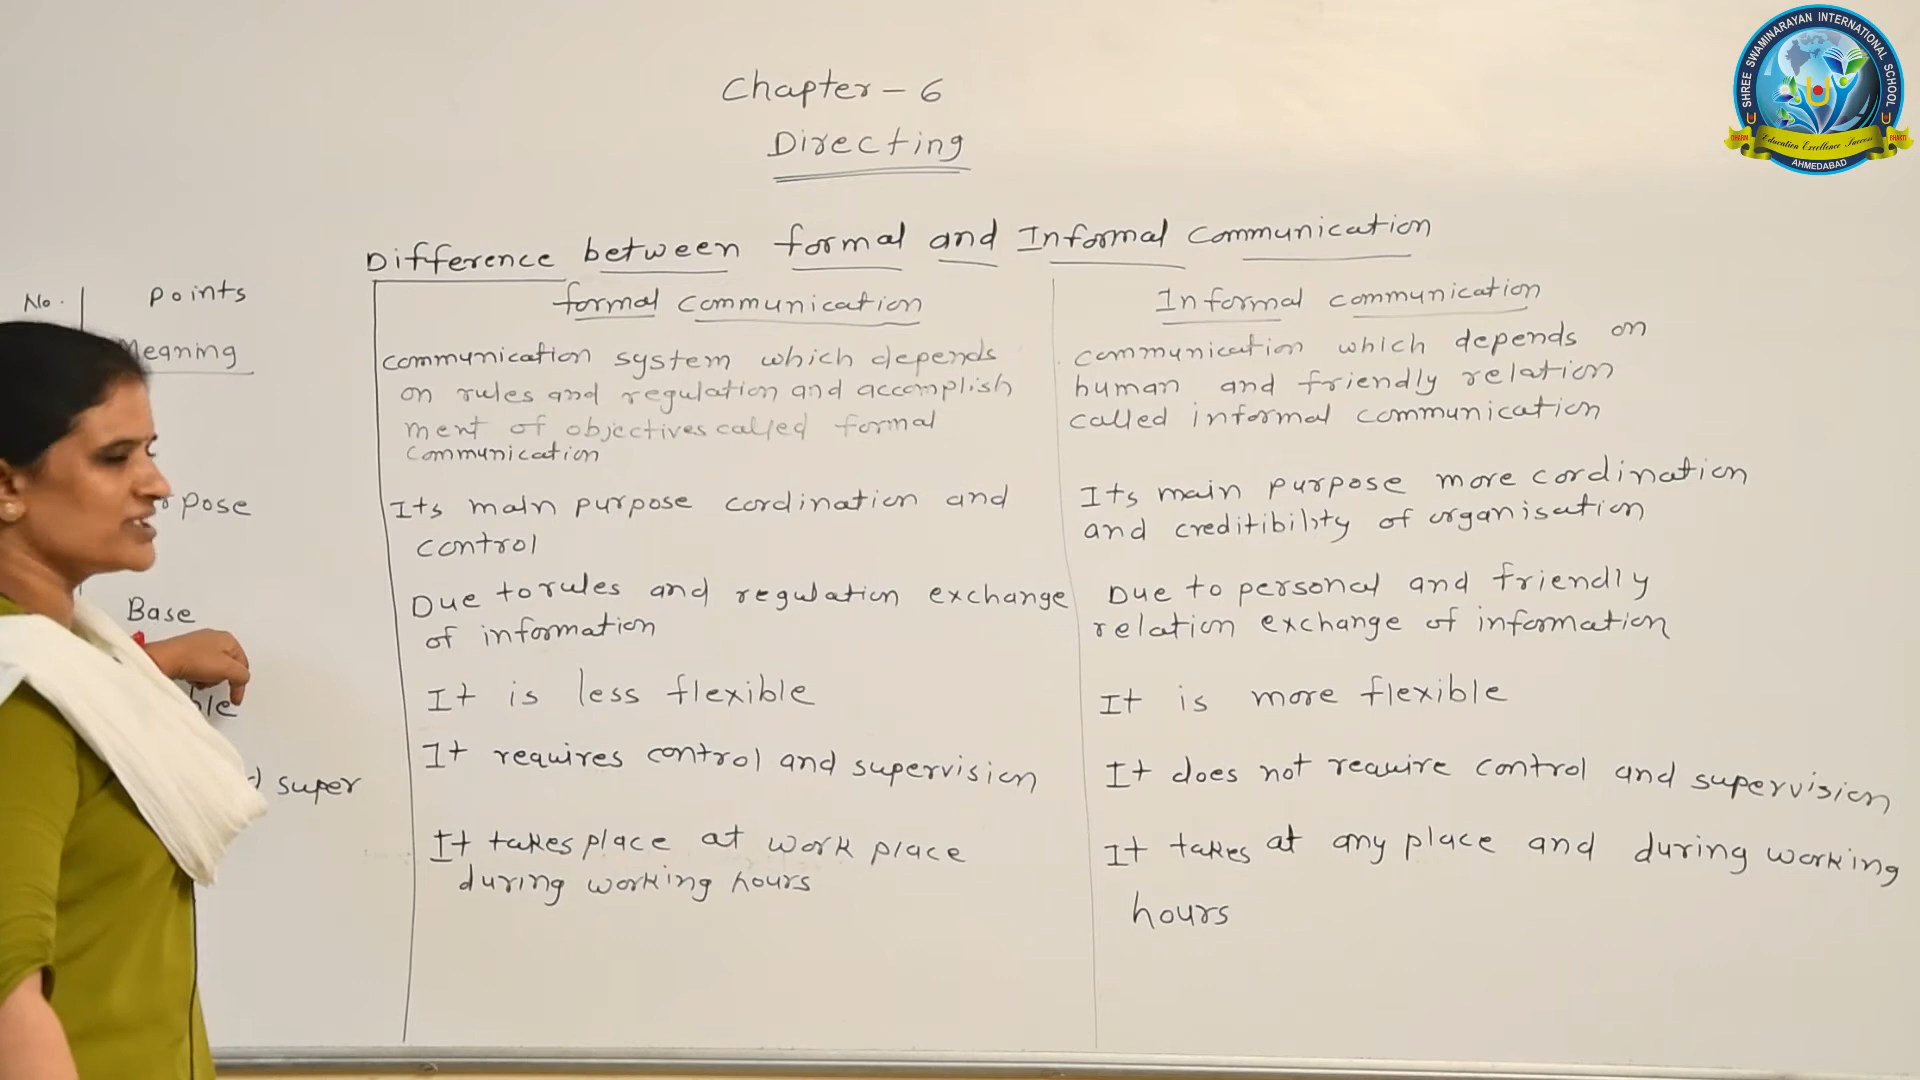 Chapter - 6
Directing
Difference between formal and Informal communication
No. points
formal communication
Informal communication
Meaning
communication system which depends
on rules and regulation and accomplish
ment of objectives called formal
communication
communication which depends on
human and friendly relation
called informal communication
pose
Its main purpose cordination and
control
Its main purpose more cordination
and creditibility of organisation
Base
Due to rules and regulation exchange
of information
Due to personal and friendly
relation exchange of information
It is less flexible
It is more flexible
super
It requires control and supervision
It does not require control and supervision
It takes place at work place
during working hours
It takes at any place and during working
hours
SHREE SWAMINARAYAN INTERNATIONAL SCHOOL
DHARM
Education Excellence Success
BHAKTI
AHMEDABAD